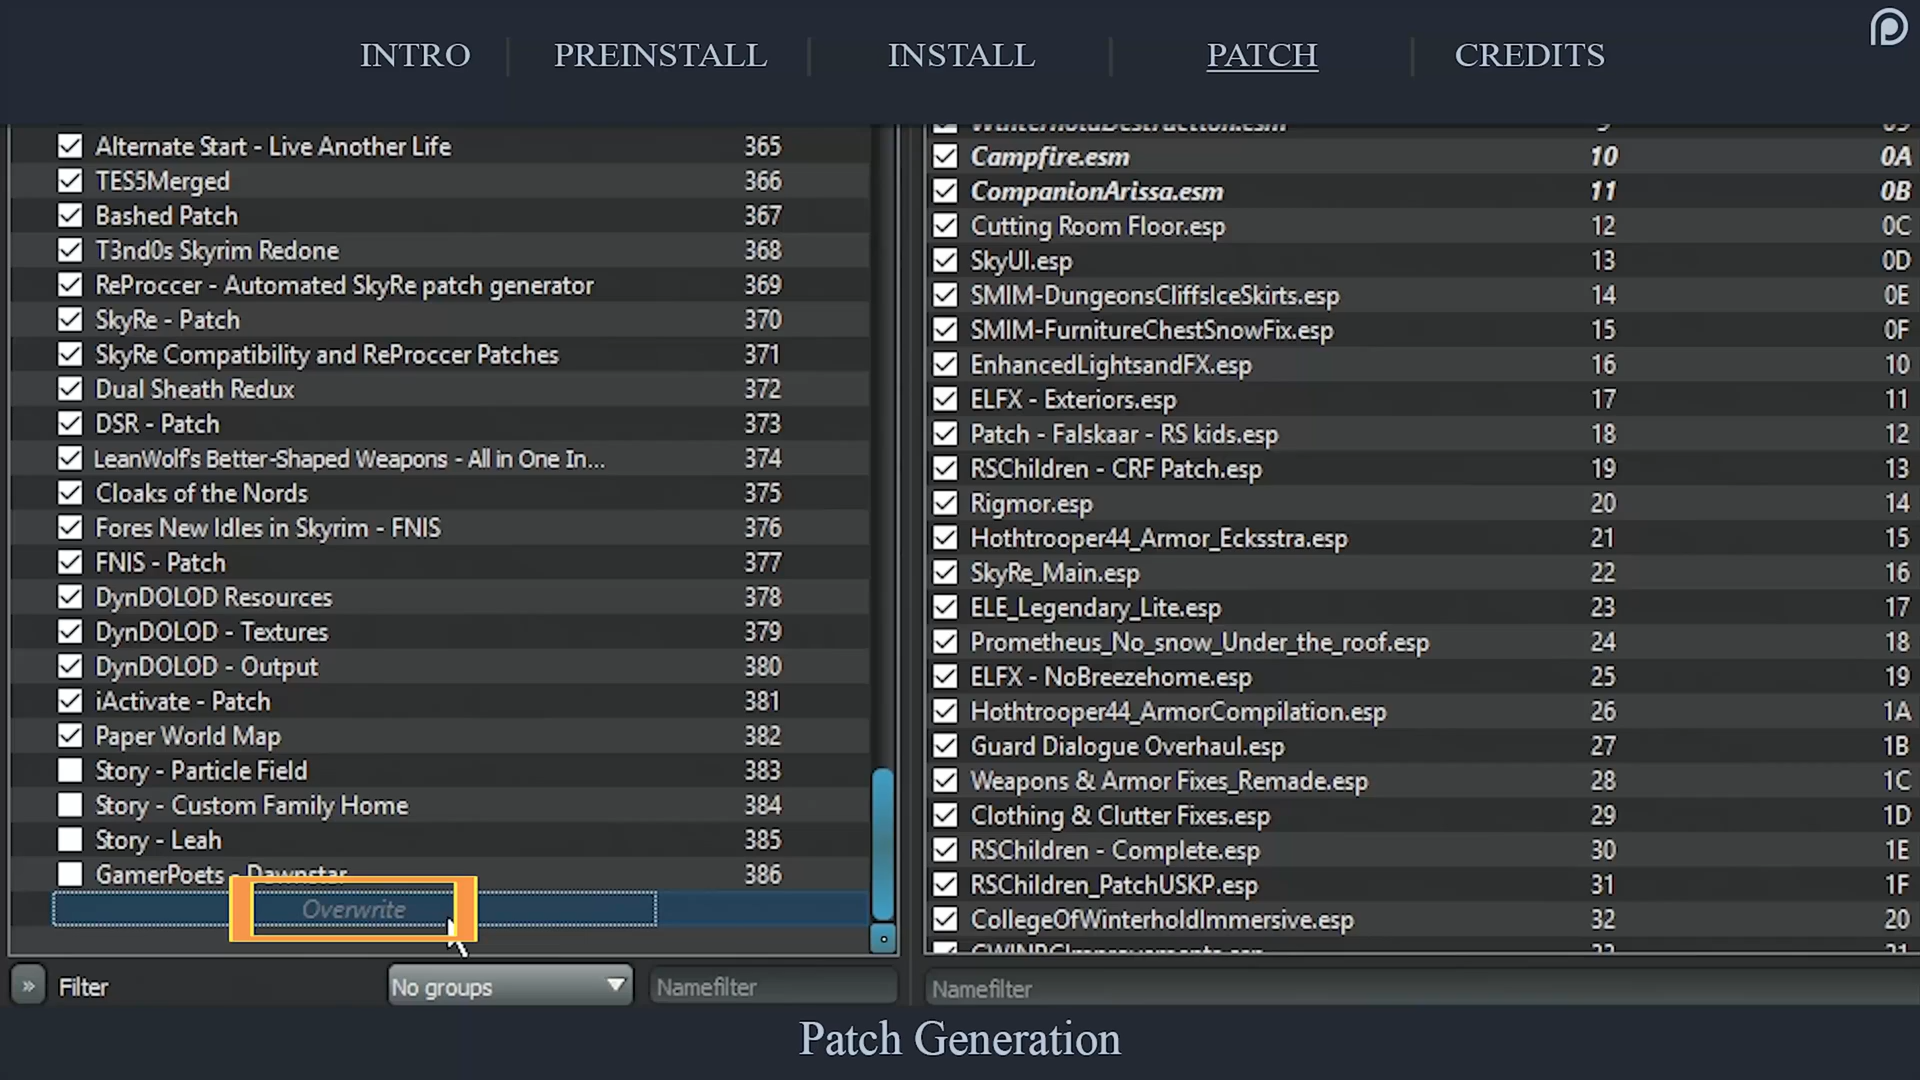 INTRO
PREINSTALL
INSTALL
PATCH
CREDITS
Alternate Start - Live Another Life 365
TES5Merged 366
Bashed Patch 367
T3nd0s Skyrim Redone 368
ReProccer - Automated SkyRe patch generator 369
SkyRe - Patch 370
SkyRe Compatibility and ReProccer Patches 371
Dual Sheath Redux 372
DSR - Patch 373
LeanWolf's Better-Shaped Weapons - All in One In... 374
Cloaks of the Nords 375
Fores New Idles in Skyrim - FNIS 376
FNIS - Patch 377
DynDOLOD Resources 378
DynDOLOD - Textures 379
DynDOLOD - Output 380
iActivate - Patch 381
Paper World Map 382
Story - Particle Field 383
Story - Custom Family Home 384
Story - Leah 385
GamerPoets - Dawnstar 386
Overwrite
» Filter
No groups
Namefilter
WinterholdDestruction.esm 9 09
Campfire.esm 10 0A
CompanionArissa.esm 11 0B
Cutting Room Floor.esp 12 0C
SkyUI.esp 13 0D
SMIM-DungeonsCliffsIceSkirts.esp 14 0E
SMIM-FurnitureChestSnowFix.esp 15 0F
EnhancedLightsandFX.esp 16 10
ELFX - Exteriors.esp 17 11
Patch - Falskaar - RS kids.esp 18 12
RSChildren - CRF Patch.esp 19 13
Rigmor.esp 20 14
Hothtrooper44_Armor_Ecksstra.esp 21 15
SkyRe_Main.esp 22 16
ELE_Legendary_Lite.esp 23 17
Prometheus_No_snow_Under_the_roof.esp 24 18
ELFX - NoBreezehome.esp 25 19
Hothtrooper44_ArmorCompilation.esp 26 1A
Guard Dialogue Overhaul.esp 27 1B
Weapons & Armor Fixes_Remade.esp 28 1C
Clothing & Clutter Fixes.esp 29 1D
RSChildren - Complete.esp 30 1E
RSChildren_PatchUSKP.esp 31 1F
CollegeOfWinterholdImmersive.esp 32 20
CWINPCImprovements.esp 33 21
Namefilter
Patch Generation